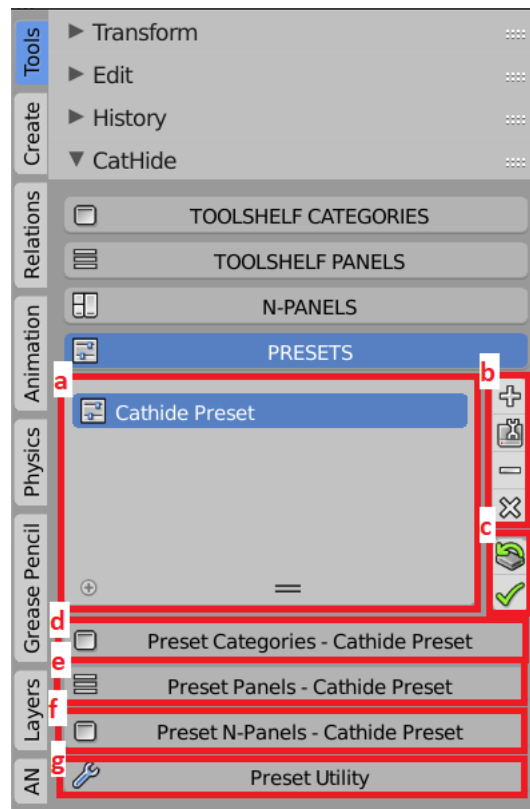 Tools
Create
Relations
Animation
Physics
Grease Pencil
Layers
AN
Transform
Edit
History
CatHide
TOOLSHELF CATEGORIES
TOOLSHELF PANELS
N-PANELS
PRESETS
a
b
Cathide Preset
c
d
Preset Categories - Cathide Preset
e
Preset Panels - Cathide Preset
f
Preset N-Panels - Cathide Preset
g
Preset Utility